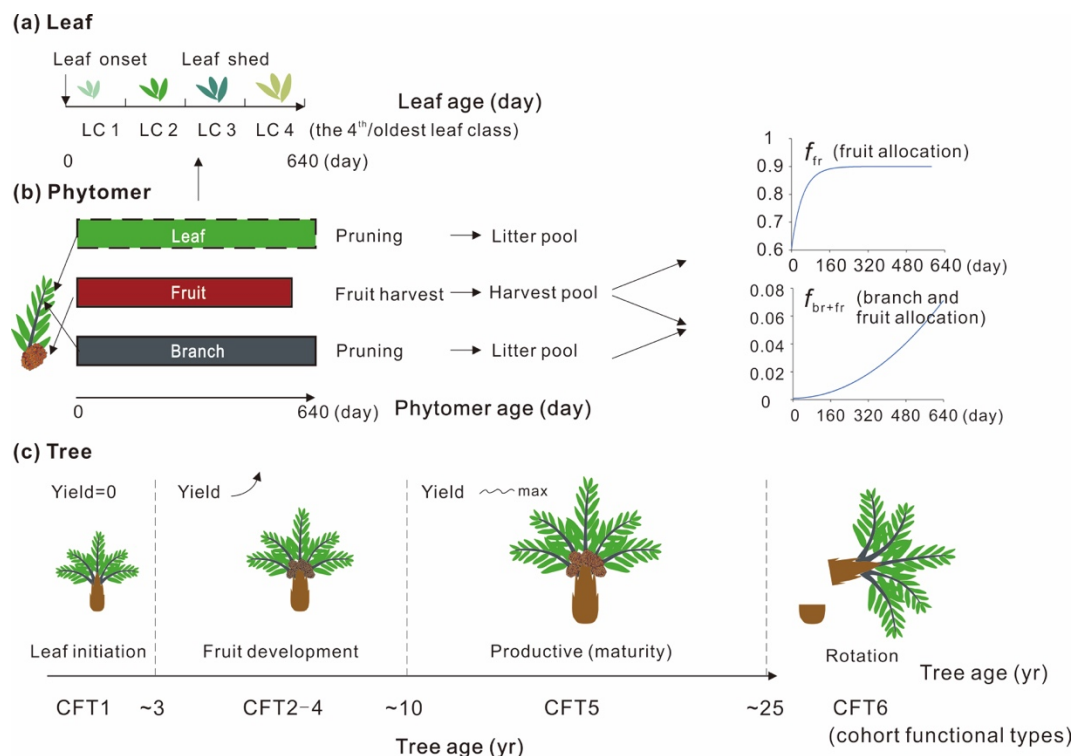 (a) Leaf
Leaf onset Leaf shed
Leaf age (day)
LC 1 LC 2 LC 3 LC 4 (the 4th/oldest leaf class)
0 640 (day)
(b) Phytomer
Leaf Pruning Litter pool
Fruit Fruit harvest Harvest pool
Branch Pruning Litter pool
0 640 (day)
Phytomer age (day)
1
0.9
0.8
0.7
0.6
ffr (fruit allocation)
0 160 320 480 640 (day)
0.08
0.06
0.04
0.02
0
fbr+fr (branch and
fruit allocation)
0 160 320 480 640 (day)
(c) Tree
Yield=0 Yield Yield max
Leaf initiation Fruit development Productive (maturity) Rotation
Tree age (yr)
CFT1 ~3 CFT2-4 ~10 CFT5 ~25 CFT6
(cohort functional types)
Tree age (yr)